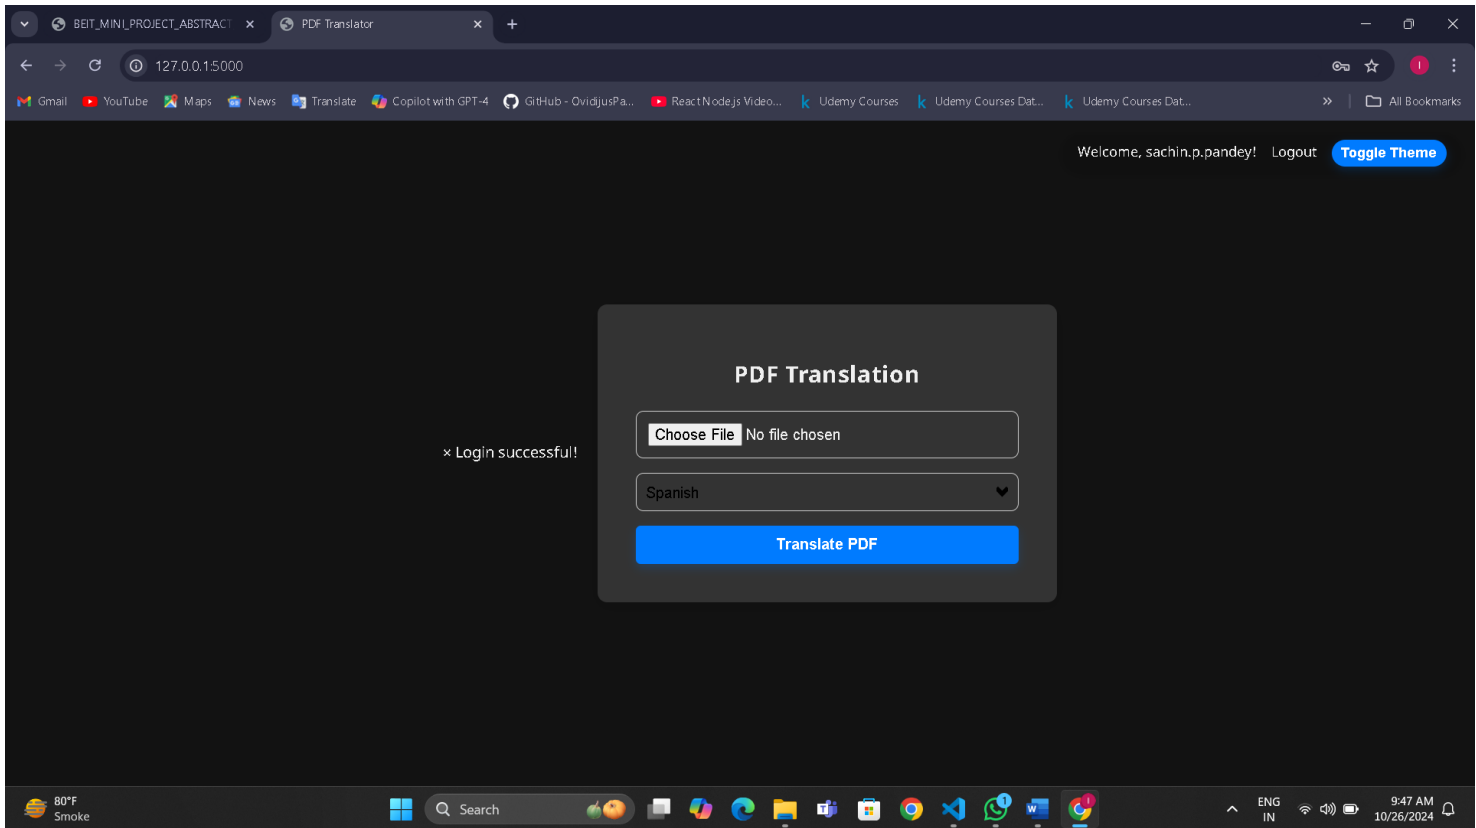 BEIT_MINI_PROJECT_ABSTRACT
PDF Translator
127.0.0.1:5000
Gmail
YouTube
Maps
News
Translate
Copilot with GPT-4
GitHub - OvidijusPa...
React Node.js Video...
Udemy Courses
Udemy Courses Dat...
Udemy Courses Dat...
All Bookmarks
Welcome, sachin.p.pandey!
Logout
Toggle Theme
PDF Translation
Choose File No file chosen
× Login successful!
Spanish
Translate PDF
80°F
Smoke
Search
ENG
IN
9:47 AM
10/26/2024